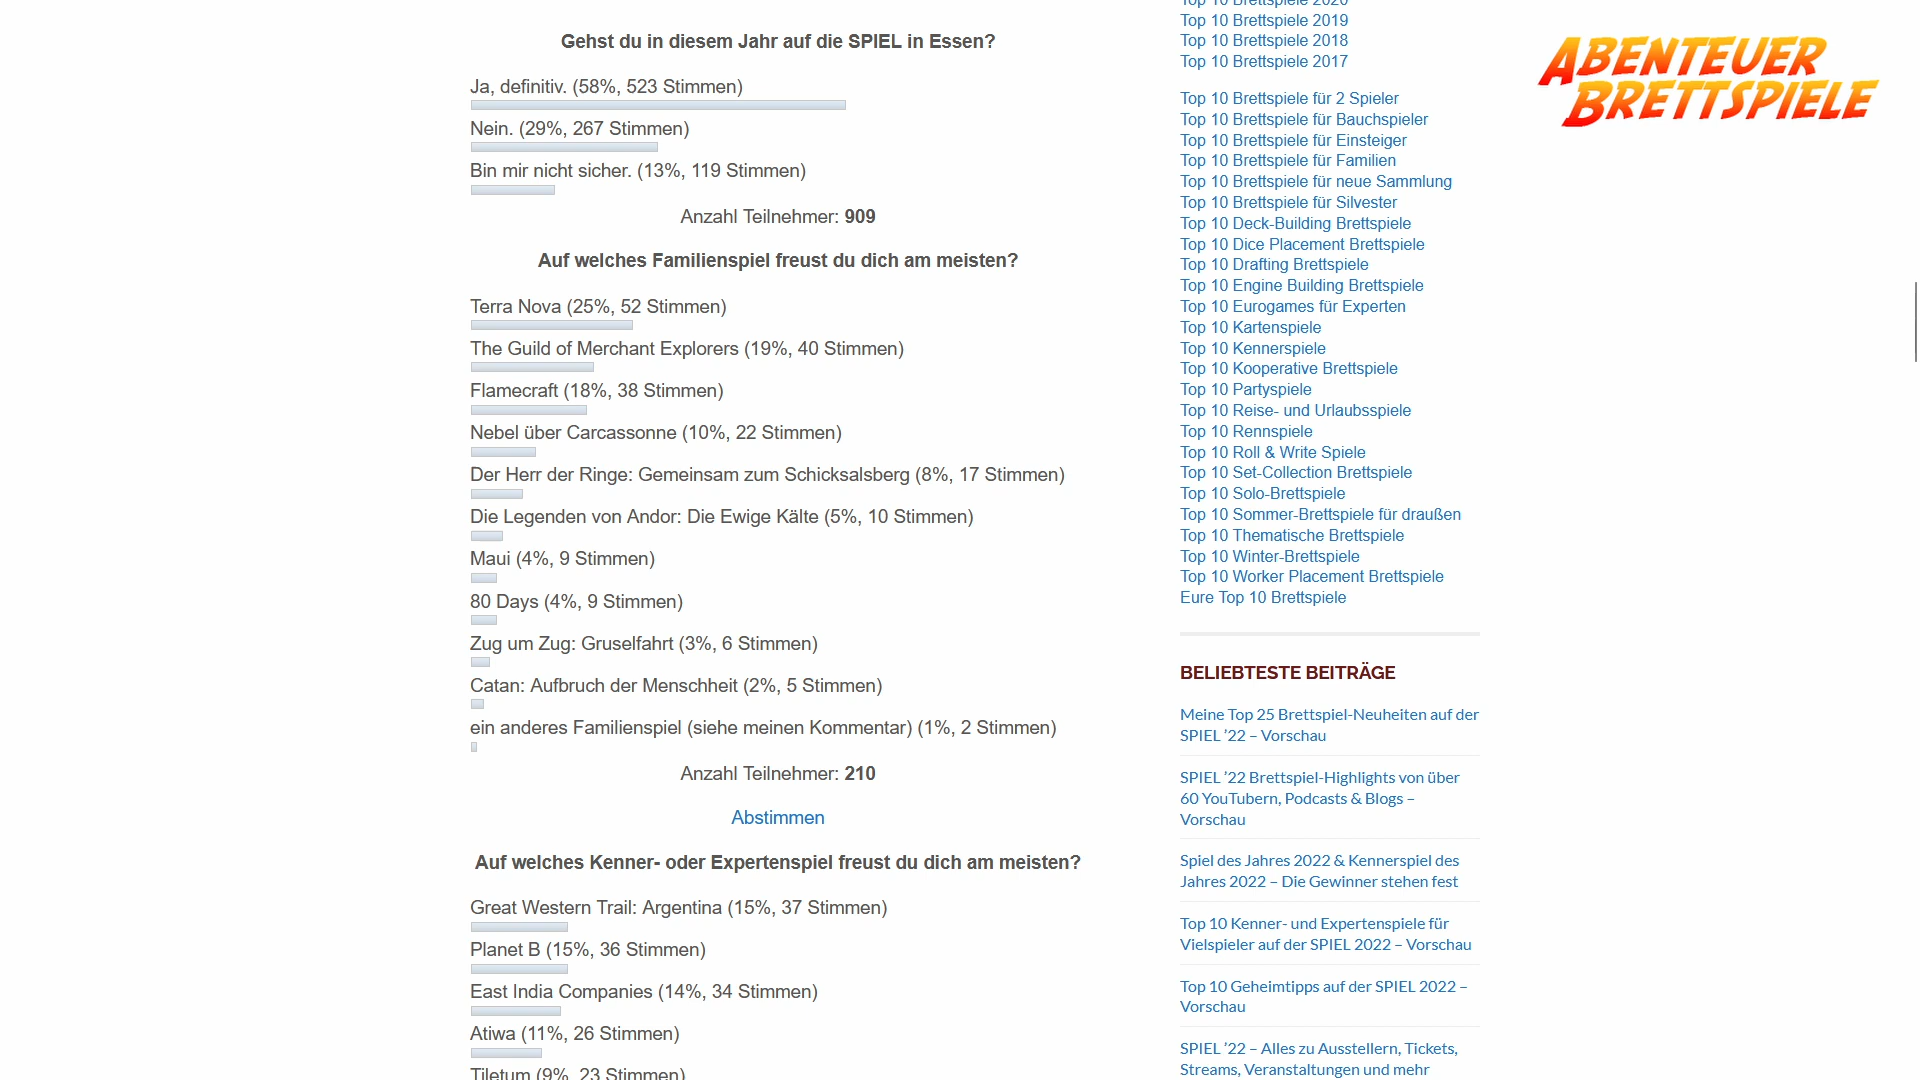 Gehst du in diesem Jahr auf die SPIEL in Essen?
Ja, definitiv. (58%, 523 Stimmen)
Nein. (29%, 267 Stimmen)
Bin mir nicht sicher. (13%, 119 Stimmen)
Anzahl Teilnehmer: 909
Auf welches Familienspiel freust du dich am meisten?
Terra Nova (25%, 52 Stimmen)
The Guild of Merchant Explorers (19%, 40 Stimmen)
Flamecraft (18%, 38 Stimmen)
Nebel über Carcassonne (10%, 22 Stimmen)
Der Herr der Ringe: Gemeinsam zum Schicksalsberg (8%, 17 Stimmen)
Die Legenden von Andor: Die Ewige Kälte (5%, 10 Stimmen)
Maui (4%, 9 Stimmen)
80 Days (4%, 9 Stimmen)
Zug um Zug: Gruselfahrt (3%, 6 Stimmen)
Catan: Aufbruch der Menschheit (2%, 5 Stimmen)
ein anderes Familienspiel (siehe meinen Kommentar) (1%, 2 Stimmen)
Anzahl Teilnehmer: 210
Abstimmen
Auf welches Kenner- oder Expertenspiel freust du dich am meisten?
Great Western Trail: Argentina (15%, 37 Stimmen)
Planet B (15%, 36 Stimmen)
East India Companies (14%, 34 Stimmen)
Atiwa (11%, 26 Stimmen)
Tiletum (9%, 23 Stimmen)
Top 10 Brettspiele 2020
Top 10 Brettspiele 2019
Top 10 Brettspiele 2018
Top 10 Brettspiele 2017
Top 10 Brettspiele für 2 Spieler
Top 10 Brettspiele für Bauchspieler
Top 10 Brettspiele für Einsteiger
Top 10 Brettspiele für Familien
Top 10 Brettspiele für neue Sammlung
Top 10 Brettspiele für Silvester
Top 10 Deck-Building Brettspiele
Top 10 Dice Placement Brettspiele
Top 10 Drafting Brettspiele
Top 10 Engine Building Brettspiele
Top 10 Eurogames für Experten
Top 10 Kartenspiele
Top 10 Kennerspiele
Top 10 Kooperative Brettspiele
Top 10 Partyspiele
Top 10 Reise- und Urlaubsspiele
Top 10 Rennspiele
Top 10 Roll & Write Spiele
Top 10 Set-Collection Brettspiele
Top 10 Solo-Brettspiele
Top 10 Sommer-Brettspiele für draußen
Top 10 Thematische Brettspiele
Top 10 Winter-Brettspiele
Top 10 Worker Placement Brettspiele
Eure Top 10 Brettspiele
BELIEBTESTE BEITRÄGE
Meine Top 25 Brettspiel-Neuheiten auf der
SPIEL ’22 – Vorschau
SPIEL ’22 Brettspiel-Highlights von über
60 YouTubern, Podcasts & Blogs –
Vorschau
Spiel des Jahres 2022 & Kennerspiel des
Jahres 2022 – Die Gewinner stehen fest
Top 10 Kenner- und Expertenspiele für
Vielspieler auf der SPIEL 2022 – Vorschau
Top 10 Geheimtipps auf der SPIEL 2022 –
Vorschau
SPIEL ’22 – Alles zu Ausstellern, Tickets,
Streams, Veranstaltungen und mehr
ABENTEUER
BRETTSPIELE